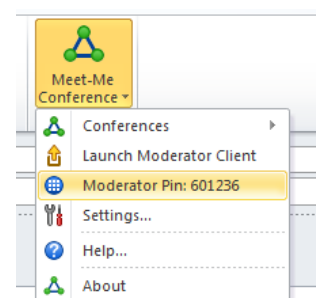 Meet-Me
Conference
Conferences
Launch Moderator Client
Moderator Pin: 601236
Settings...
Help...
About